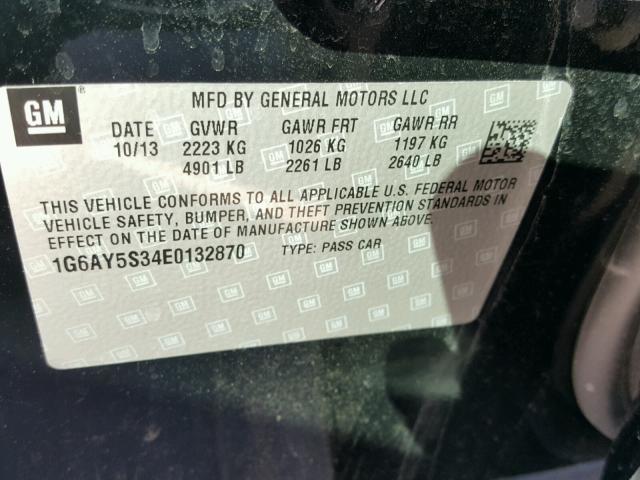 GM
MFD BY GENERAL MOTORS LLC
DATE GVWR GAWR FRT GAWR RR
10/13 2223 KG 1026 KG 1197 KG
4901 LB 2261 LB 2640 LB
THIS VEHICLE CONFORMS TO ALL APPLICABLE U.S. FEDERAL MOTOR
VEHICLE SAFETY, BUMPER, AND THEFT PREVENTION STANDARDS IN
EFFECT ON THE DATE OF MANUFACTURE SHOWN ABOVE.
1G6AY5S34E0132870 TYPE: PASS CAR